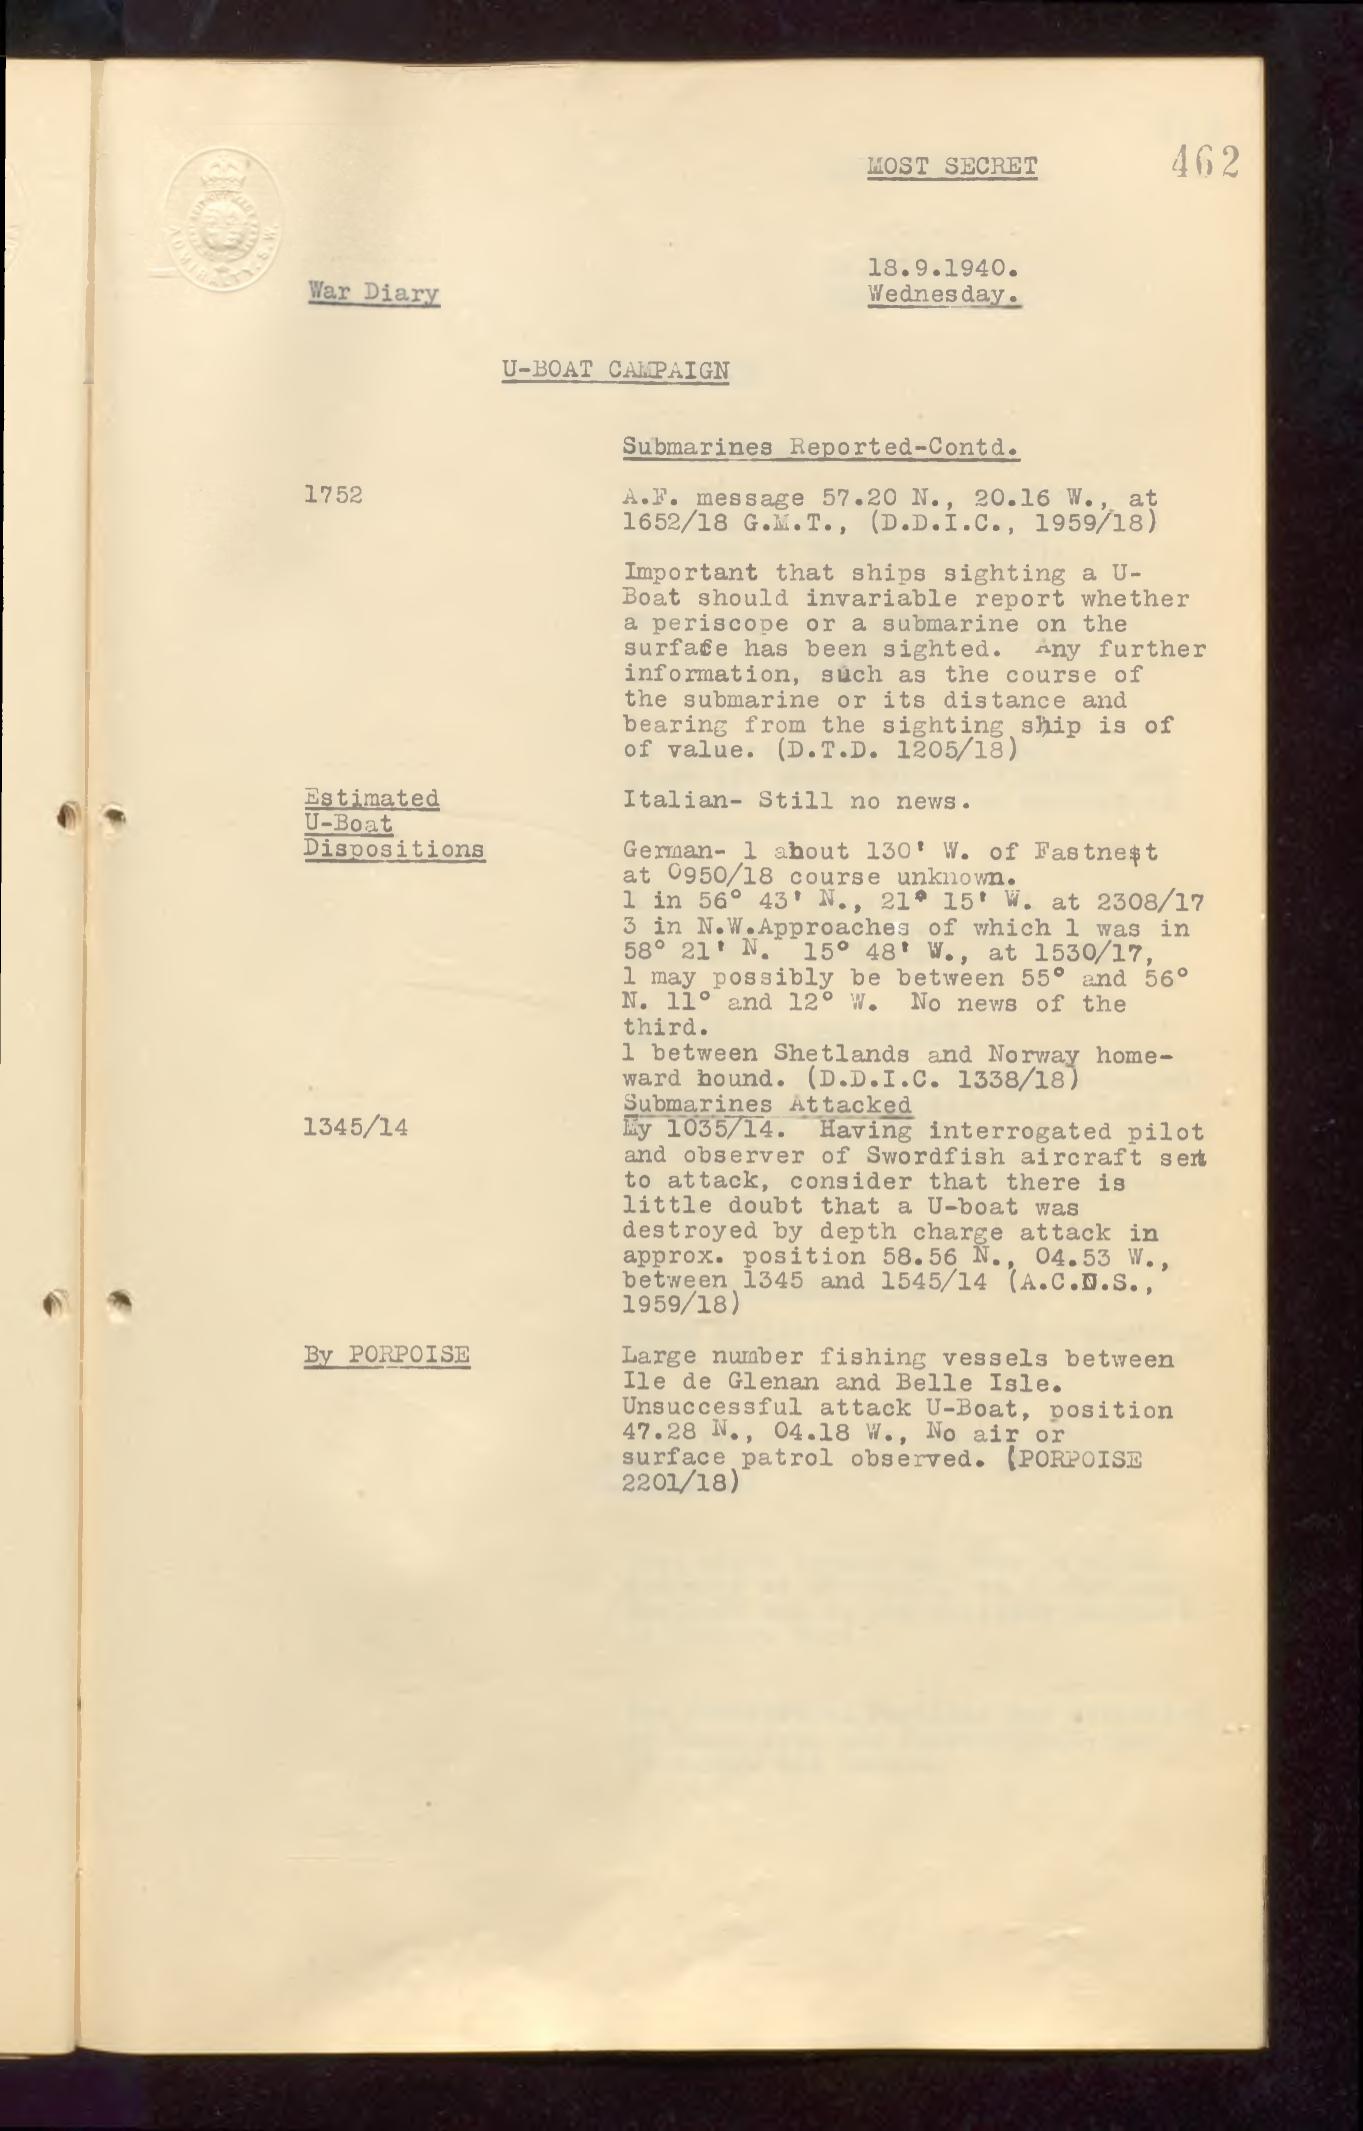 MOST SECRET
462
ADMIRALTY. S.W.
18.9.1940.
War Diary
Wednesday.
U-BOAT CAMPAIGN
Submarines Reported-Contd.
1752
A.F. message 57.20 N., 20.16 W., at
1652/18 G.M.T., (D.D.I.C., 1959/18)
Important that ships sighting a U-
Boat should invariable report whether
a periscope or a submarine on the
surface has been sighted. Any further
information, such as the course of
the submarine or its distance and
bearing from the sighting ship is of
of value. (D.T.D. 1205/18)
Estimated
U-Boat
Dispositions
Italian- Still no news.
German- 1 about 130' W. of Fastnest
at 0950/18 course unknown.
1 in 56° 43' N., 21° 15' W. at 2308/17
3 in N.W.Approaches of which 1 was in
58° 21' N. 15° 48' W., at 1530/17,
1 may possibly be between 55° and 56°
N. 11° and 12° W. No news of the
third.
1 between Shetlands and Norway home-
ward bound. (D.D.I.C. 1338/18)
Submarines Attacked
1345/14
My 1035/14. Having interrogated pilot
and observer of Swordfish aircraft sent
to attack, consider that there is
little doubt that a U-boat was
destroyed by depth charge attack in
approx. position 58.56 N., 04.53 W.,
between 1345 and 1545/14 (A.C.O.S.,
1959/18)
By PORPOISE
Large number fishing vessels between
Ile de Glenan and Belle Isle.
Unsuccessful attack U-Boat, position
47.28 N., 04.18 W., No air or
surface patrol observed. (PORPOISE
2201/18)